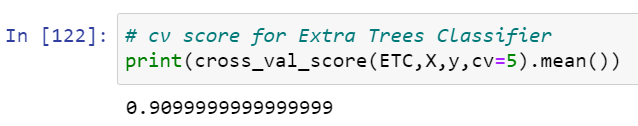 In [122]: # cv score for Extra Trees Classifier
print(cross_val_score(ETC,X,y,cv=5).mean())
0.9099999999999999